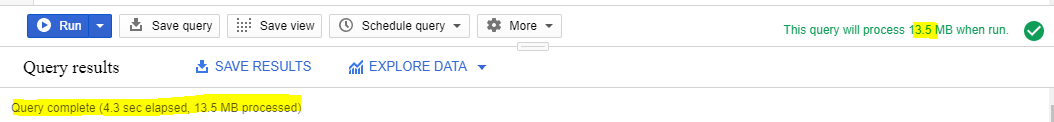 Run Save query Save view Schedule query More This query will process 13.5 MB when run.
Query results SAVE RESULTS EXPLORE DATA
Query complete (4.3 sec elapsed, 13.5 MB processed)